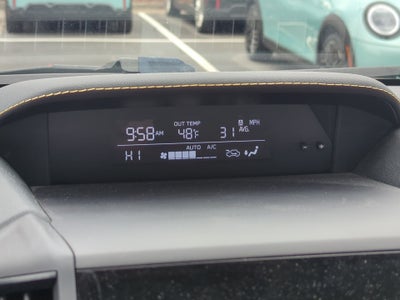 OUT TEMP A MPH
9:58AM 48°F 31 AVG.
AUTO A/C
HI